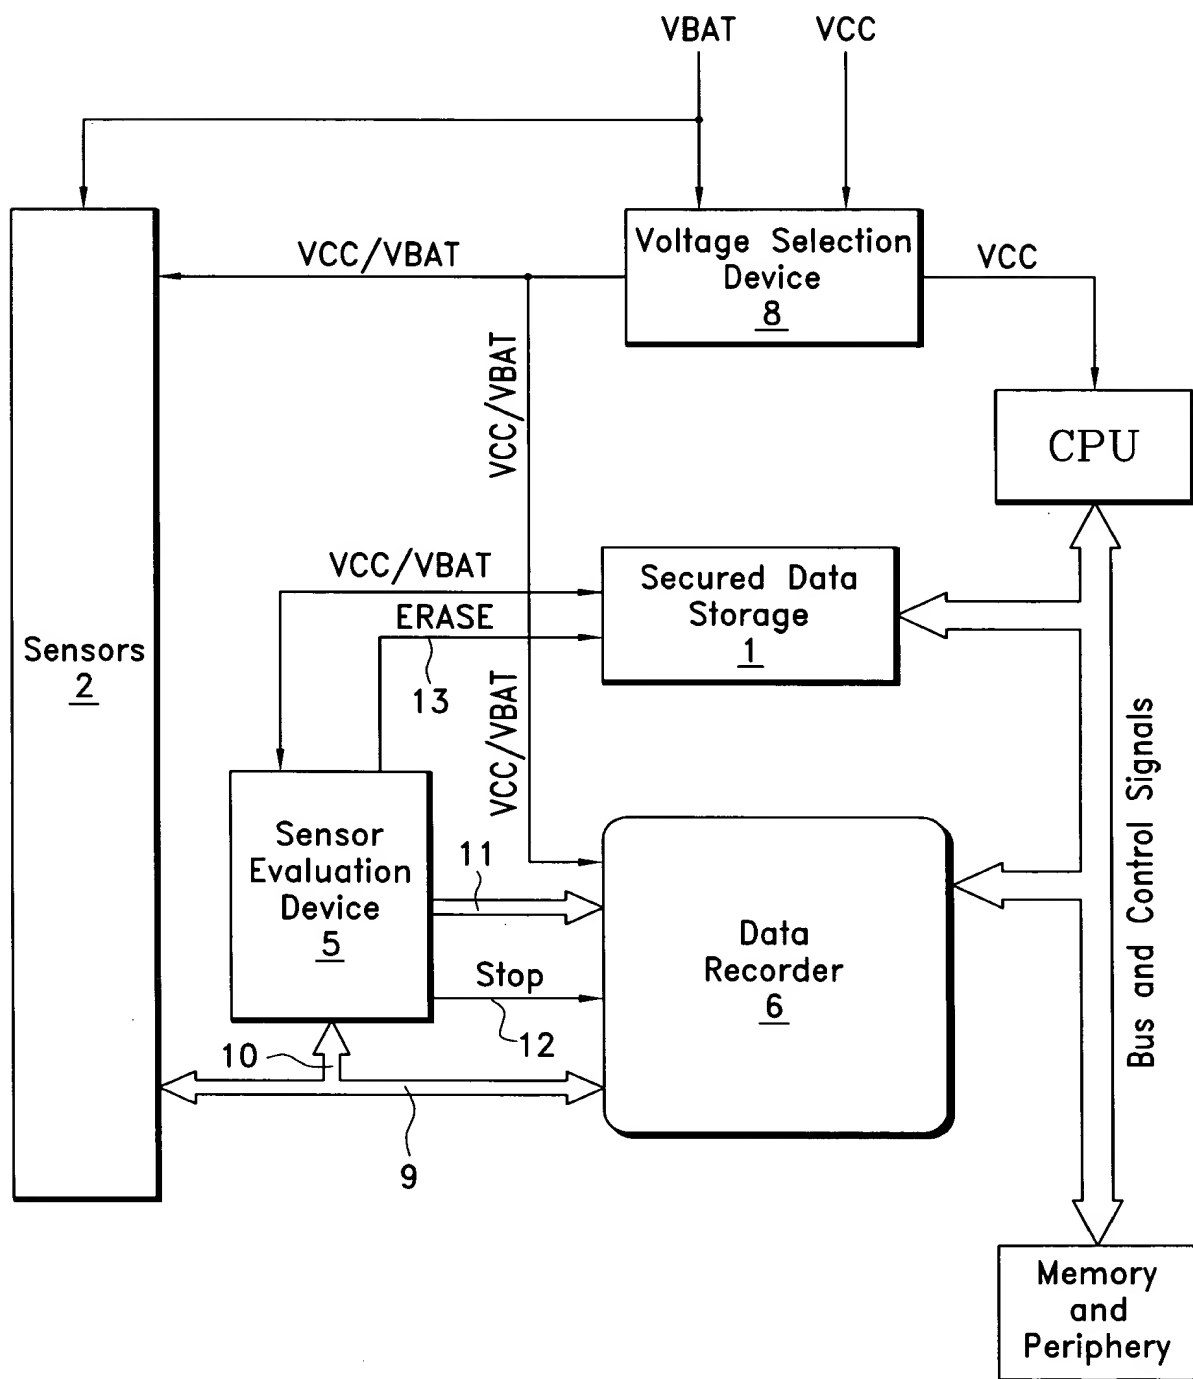 VBAT
VCC
Voltage Selection
Device
8
VCC/VBAT
VCC
VCC/VBAT
CPU
VCC/VBAT
ERASE
13
Secured Data
Storage
1
Sensors
2
VCC/VBAT
Sensor
Evaluation
Device
5
11
Stop
12
Data
Recorder
6
10
9
Bus and Control Signals
Memory
and
Periphery